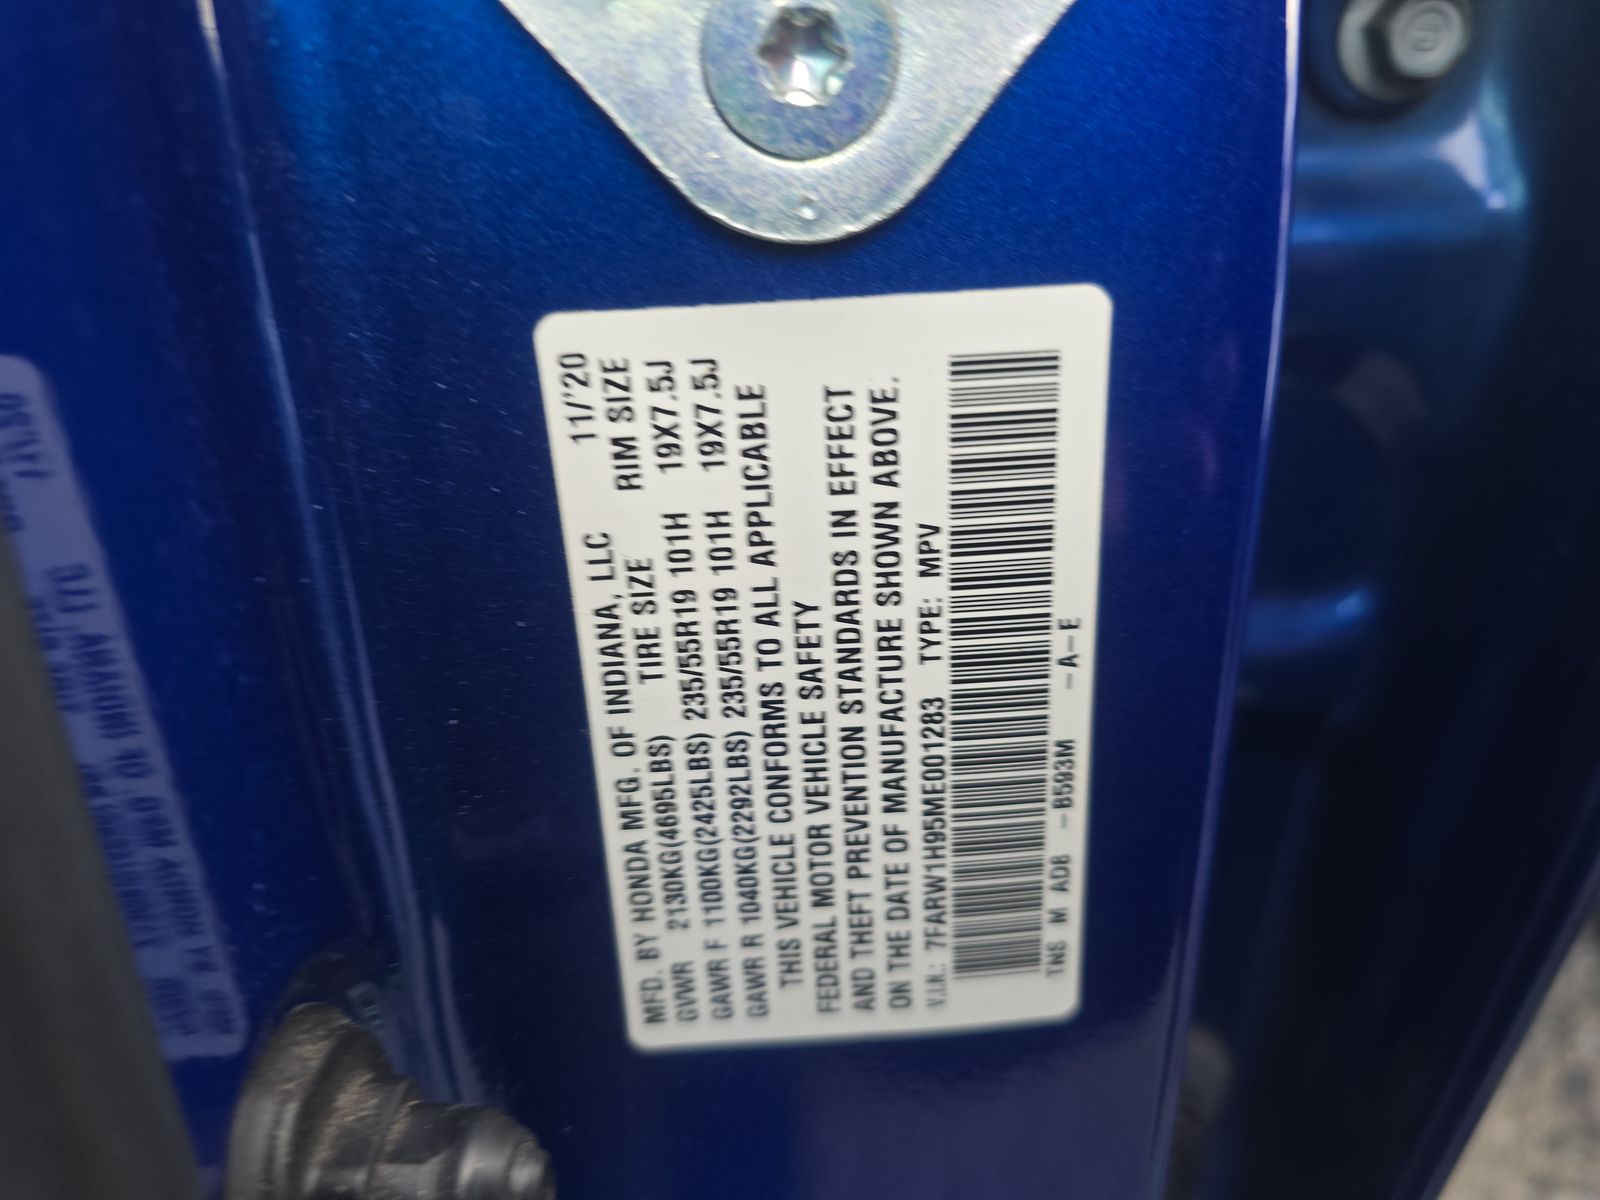 MFD. BY HONDA MFG. OF INDIANA, LLC 11/'20
GVWR 2130KG(4695LBS) TIRE SIZE RIM SIZE
GAWR F 1100KG(2425LBS) 235/55R19 101H 19X7.5J
GAWR R 1040KG(2292LBS) 235/55R19 101H 19X7.5J
THIS VEHICLE CONFORMS TO ALL APPLICABLE
FEDERAL MOTOR VEHICLE SAFETY
AND THEFT PREVENTION STANDARDS IN EFFECT
ON THE DATE OF MANUFACTURE SHOWN ABOVE.
V.I.N.: 7FARW1H95ME001283 TYPE: MPV
TNS M AD8 -B593M -A-E